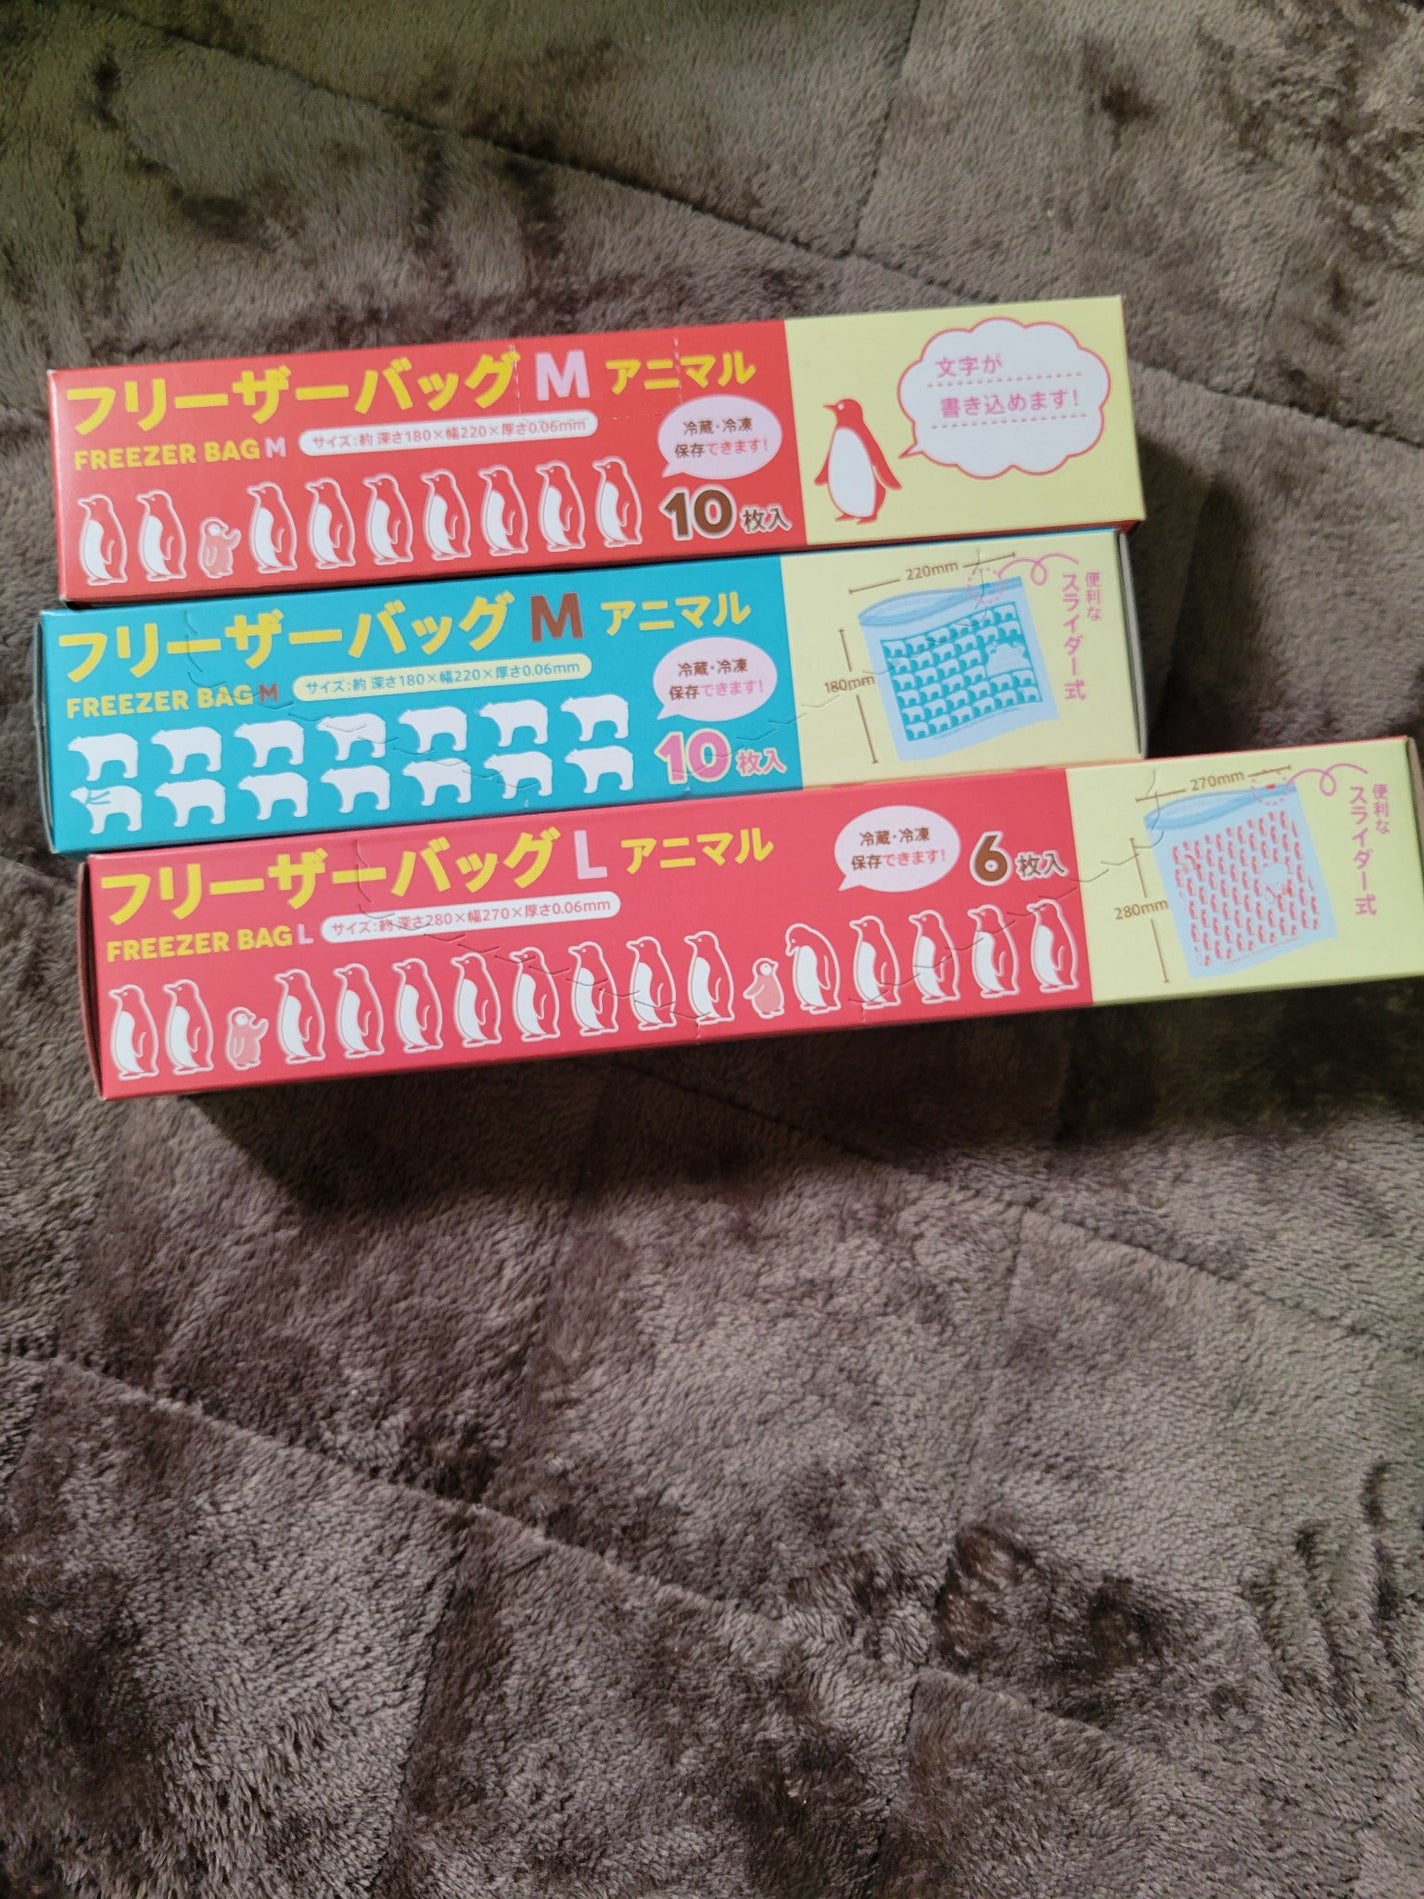 フリーザーバッグ M アニマル
FREEZER BAG M
サイズ:約 深さ180×幅220×厚さ0.06mm
冷蔵・冷凍
保存できます!
10枚入
文字が
書き込めます!
フリーザーバッグ M アニマル
FREEZER BAG M
サイズ:約 深さ180×幅220×厚さ0.06mm
冷蔵・冷凍
保存できます!
10枚入
220mm
180mm
便利な
スライダー式
フリーザーバッグ L アニマル
FREEZER BAG L
サイズ:約 深さ280×幅270×厚さ0.06mm
冷蔵・冷凍
保存できます!
6枚入
270mm
280mm
便利な
スライダー式